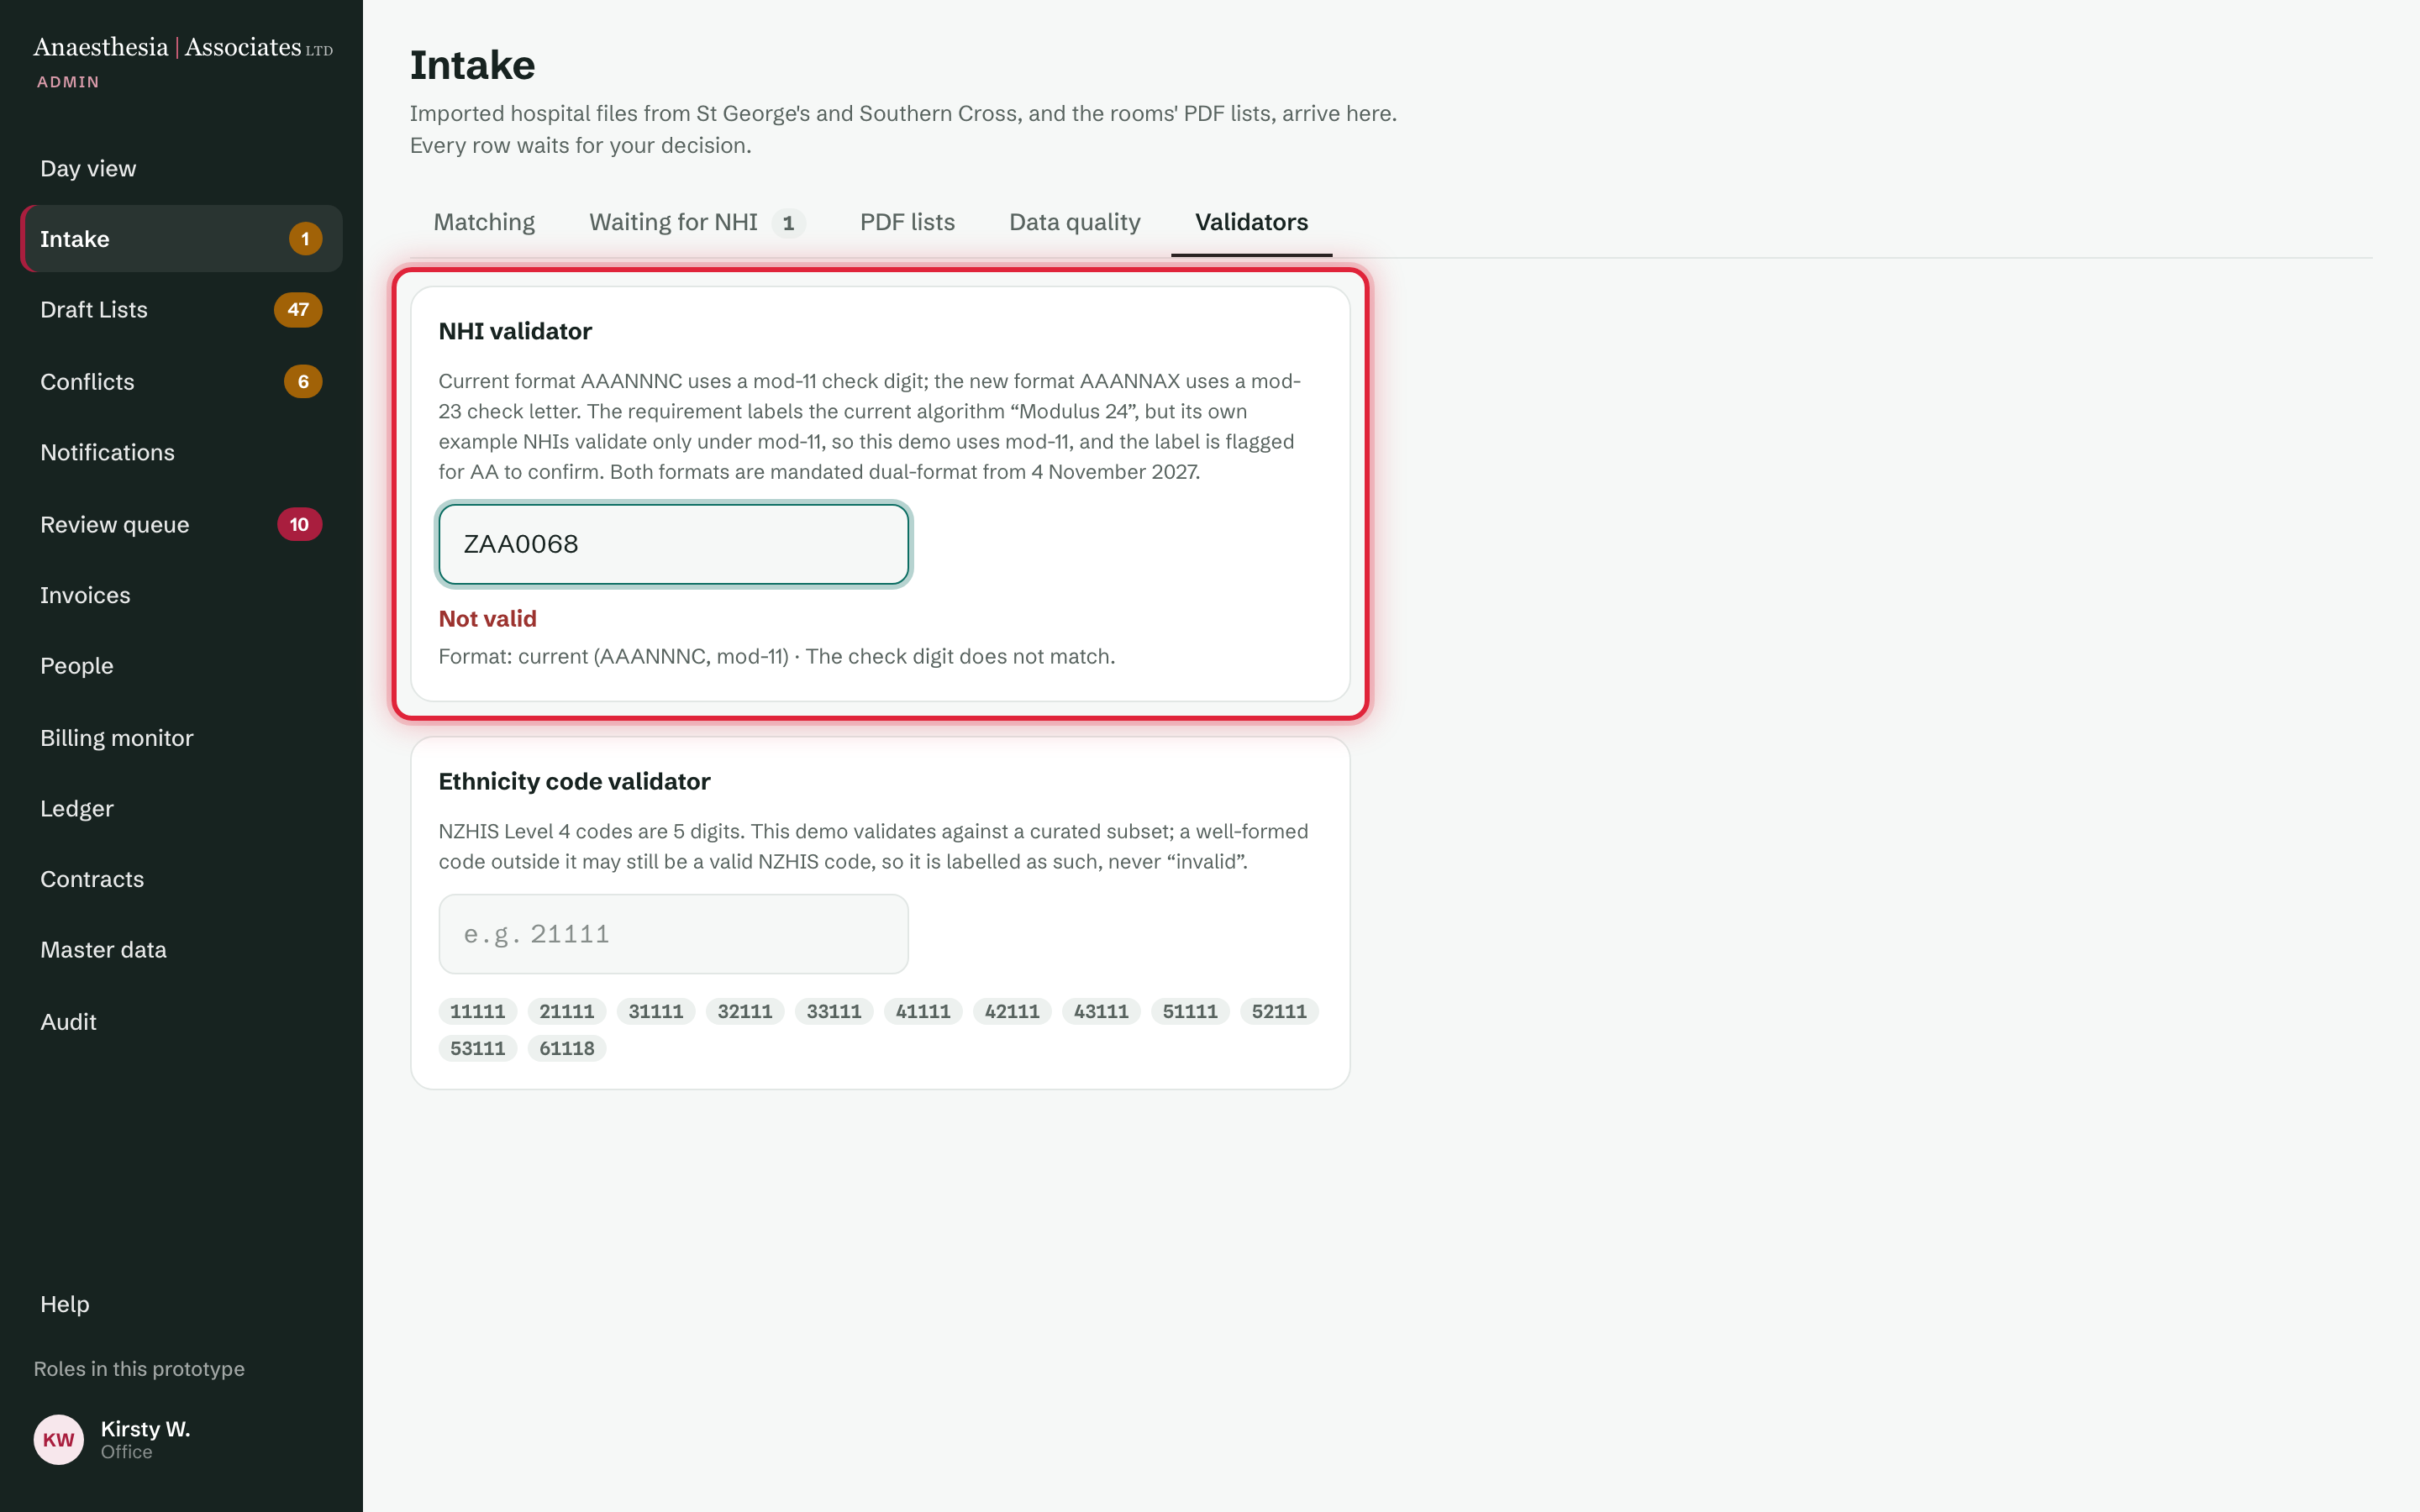 Anaesthesia | Associates LTD
ADMIN
Day view
Intake 1
Draft Lists 47
Conflicts 6
Notifications
Review queue 10
Invoices
People
Billing monitor
Ledger
Contracts
Master data
Audit
Help
Roles in this prototype
KW Kirsty W.
Office
Intake
Imported hospital files from St George's and Southern Cross, and the rooms' PDF lists, arrive here.
Every row waits for your decision.
Matching Waiting for NHI 1 PDF lists Data quality Validators
NHI validator
Current format AAANNNC uses a mod-11 check digit; the new format AAANNAX uses a mod-
23 check letter. The requirement labels the current algorithm “Modulus 24”, but its own
example NHIs validate only under mod-11, so this demo uses mod-11, and the label is flagged
for AA to confirm. Both formats are mandated dual-format from 4 November 2027.
ZAA0068
Not valid
Format: current (AAANNNC, mod-11) · The check digit does not match.
Ethnicity code validator
NZHIS Level 4 codes are 5 digits. This demo validates against a curated subset; a well-formed
code outside it may still be a valid NZHIS code, so it is labelled as such, never “invalid”.
e.g. 21111
11111 21111 31111 32111 33111 41111 42111 43111 51111 52111
53111 61118